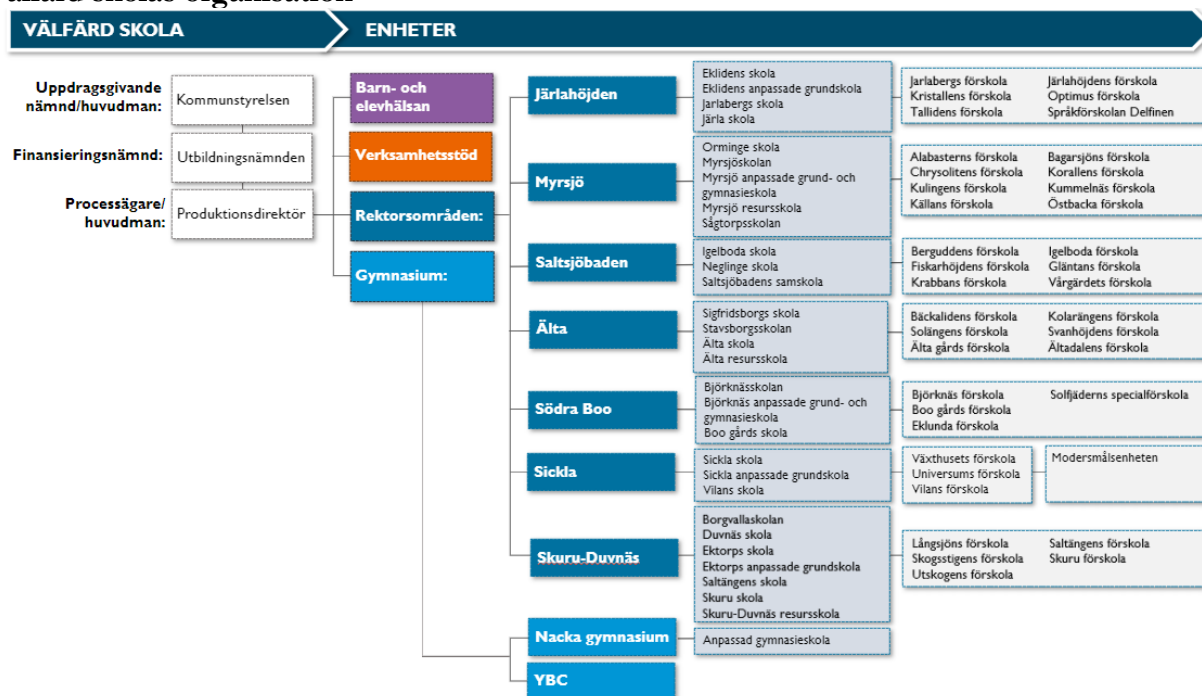 VÄLFÄRD SKOLA
ENHETER
Uppdragsgivande
nämnd/huvudman:
Kommunstyrelsen
Finansieringsnämnd:
Utbildningsnämnden
Processägare/
huvudman:
Produktionsdirektör
Barn- och
elevhälsan
Verksamhetsstöd
Rektorsområden:
Gymnasium:
Järlahöjden
Eklidens skola
Eklidens anpassade grundskola
Jarlabergs skola
Järla skola
Jarlabergs förskola
Kristallens förskola
Tallidens förskola
Järlahöjdens förskola
Optimus förskola
Språkförskolan Delfinen
Myrsjö
Orminge skola
Myrsjöskolan
Myrsjö anpassade grund- och
gymnasieskola
Myrsjö resursskola
Sågtorpsskolan
Alabasterns förskola
Chrysolitens förskola
Kulingens förskola
Källans förskola
Bagarsjöns förskola
Korallens förskola
Kummelnäs förskola
Östbacka förskola
Saltsjöbaden
Igelboda skola
Neglinge skola
Saltsjöbadens samskola
Berguddens förskola
Fiskarhöjdens förskola
Krabbans förskola
Igelboda förskola
Gläntans förskola
Vårgärdets förskola
Älta
Sigfridsborgs skola
Stavsborgsskolan
Älta skola
Älta resursskola
Bäckalidens förskola
Solängens förskola
Älta gårds förskola
Kolarängens förskola
Svanhöjdens förskola
Ältadalens förskola
Södra Boo
Björknässkolan
Björknäs anpassade grund- och
gymnasieskola
Boo gårds skola
Björknäs förskola
Boo gårds förskola
Eklunda förskola
Solfjäderns specialförskola
Sickla
Sickla skola
Sickla anpassade grundskola
Vilans skola
Växthusets förskola
Universums förskola
Vilans förskola
Modersmålsenheten
Skuru-Duvnäs
Borgvallaskolan
Duvnäs skola
Ektorps skola
Ektorps anpassade grundskola
Saltängens skola
Skuru skola
Skuru-Duvnäs resursskola
Långsjöns förskola
Skogsstigens förskola
Utskogens förskola
Saltängens förskola
Skuru förskola
Nacka gymnasium
Anpassad gymnasieskola
YBC